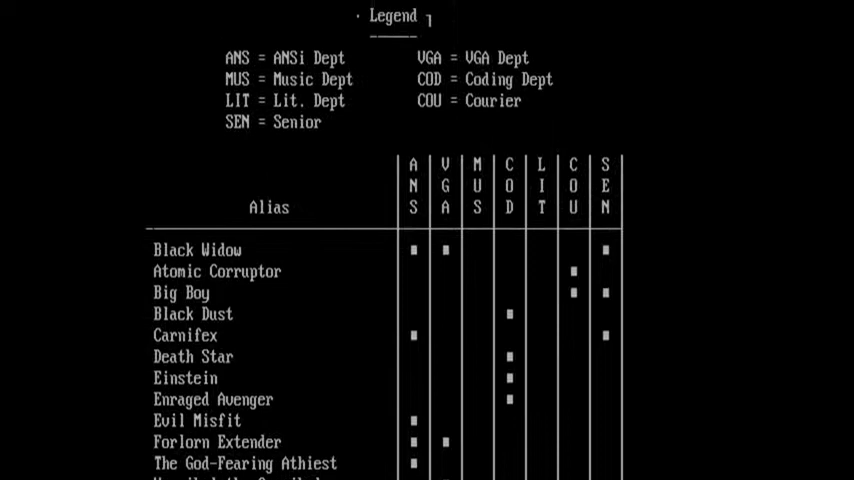 · Legend ┐
ANS = ANSi Dept VGA = VGA Dept
MUS = Music Dept COD = Coding Dept
LIT = Lit. Dept COU = Courier
SEN = Senior
A V M C L C S
N G U O I O E
Alias S A S D T U N
Black Widow ■ ■ ■
Atomic Corruptor ■
Big Boy ■ ■
Black Dust ■
Carnifex ■ ■
Death Star ■
Einstein ■
Enraged Avenger ■
Evil Misfit ■
Forlorn Extender ■ ■
The God-Fearing Athiest ■